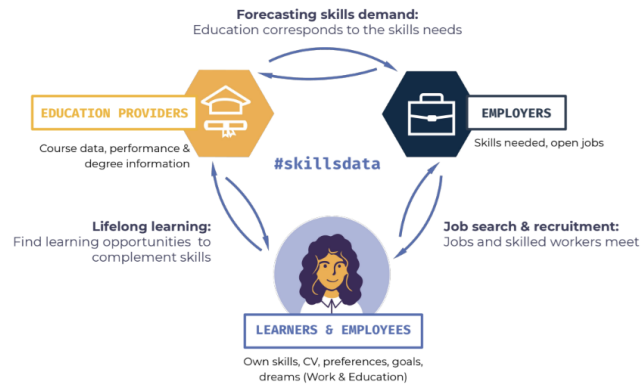 Forecasting skills demand:
Education corresponds to the skills needs
EDUCATION PROVIDERS
Course data, performance &
degree information
EMPLOYERS
Skills needed, open jobs
#skillsdata
Lifelong learning:
Find learning opportunities to
complement skills
Job search & recruitment:
Jobs and skilled workers meet
LEARNERS & EMPLOYEES
Own skills, CV, preferences, goals,
dreams (Work & Education)